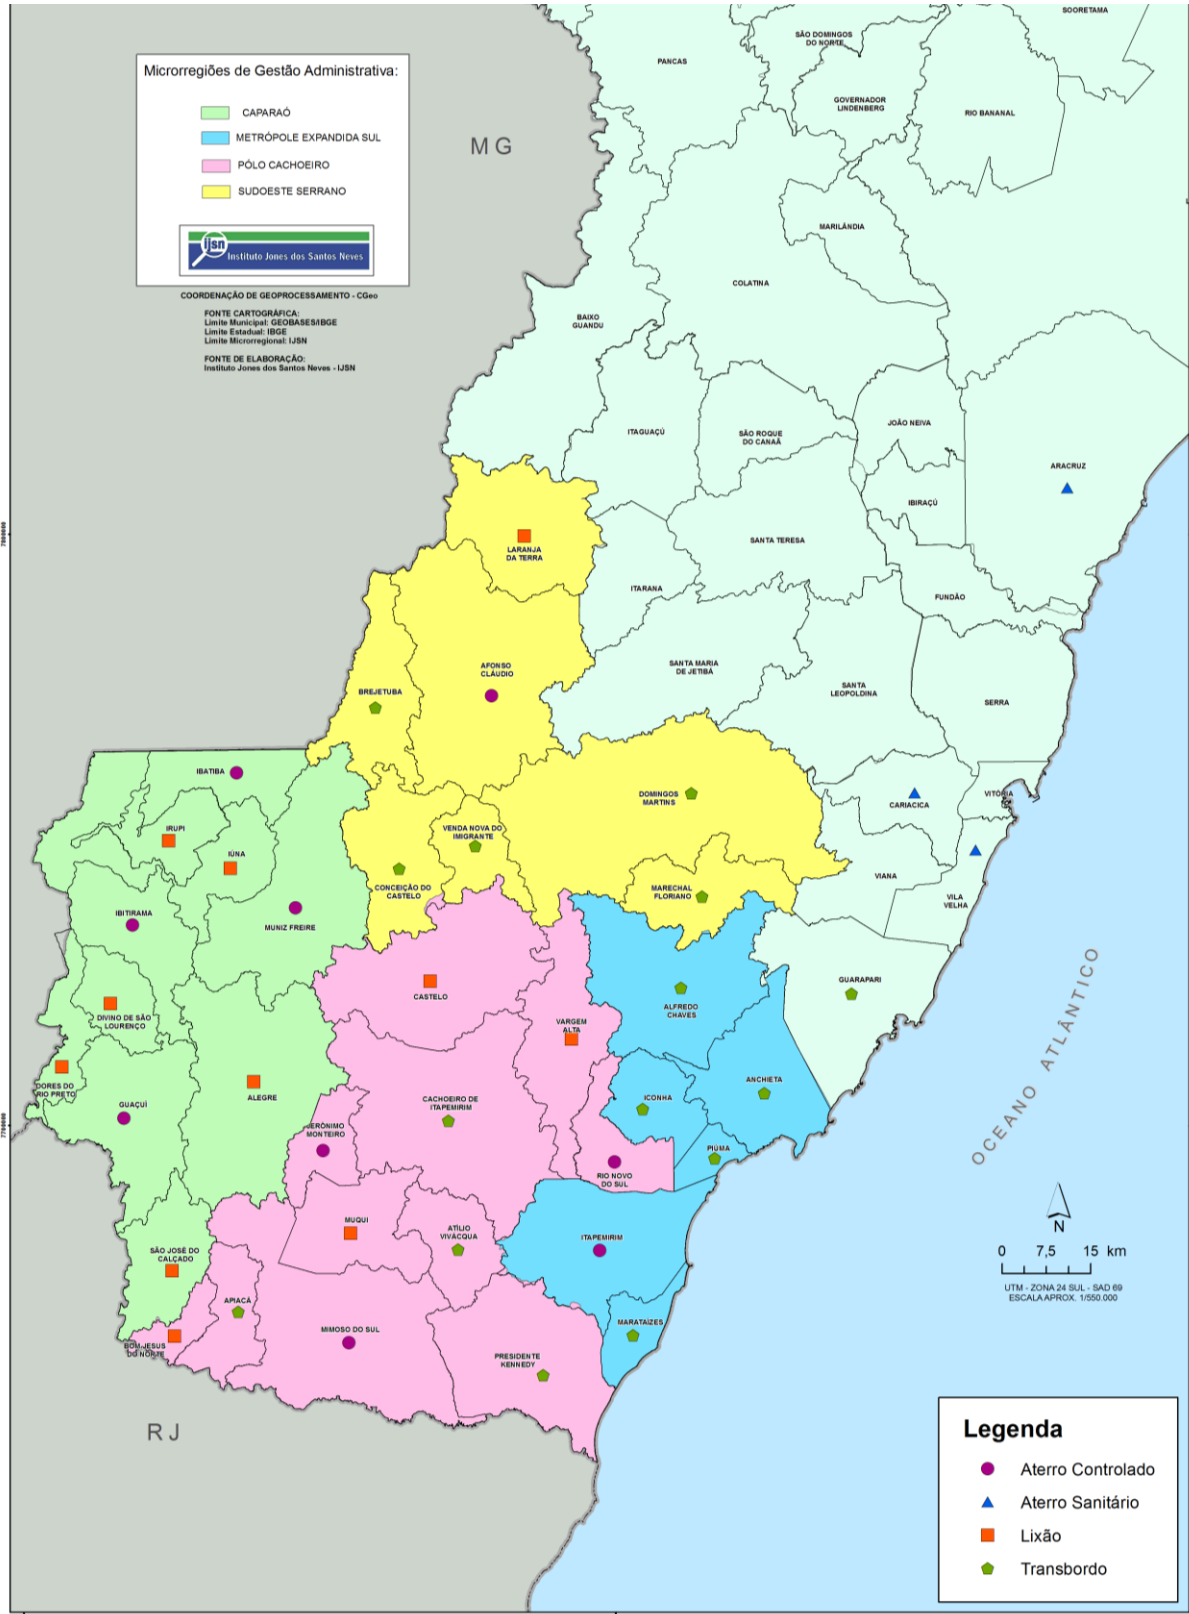 Microrregiões de Gestão Administrativa:
CAPARAÓ
METRÓPOLE EXPANDIDA SUL
PÓLO CACHOEIRO
SUDOESTE SERRANO
ijsn
Instituto Jones dos Santos Neves
COORDENAÇÃO DE GEOPROCESSAMENTO - CGeo
FONTE CARTOGRÁFICA:
Limite Municipal: GEOBASES/IBGE
Limite Estadual: IBGE
Limite Microrregional: IJSN
FONTE DE ELABORAÇÃO:
Instituto Jones dos Santos Neves - IJSN
MG
SOORETAMA
SÃO DOMINGOS
DO NORTE
PANCAS
GOVERNADOR
LINDENBERG
RIO BANANAL
MARILÂNDIA
COLATINA
BAIXO
GUANDU
ITAGUAÇÚ
SÃO ROQUE
DO CANAÃ
JOÃO NEIVA
ARACRUZ
IBIRAÇÚ
LARANJA
DA TERRA
SANTA TERESA
ITARANA
FUNDÃO
AFONSO
CLÁUDIO
SANTA MARIA
DE JETIBÁ
SANTA
LEOPOLDINA
SERRA
BREJETUBA
IBATIBA
DOMINGOS
MARTINS
CARIACICA
VITÓRIA
IRUPI
IÚNA
VENDA NOVA DO
IMIGRANTE
CONCEIÇÃO DO
CASTELO
MARECHAL
FLORIANO
VIANA
VILA
VELHA
IBITIRAMA
MUNIZ FREIRE
CASTELO
ALFREDO
CHAVES
GUARAPARI
DIVINO DE SÃO
LOURENÇO
VARGEM
ALTA
DORES DO
RIO PRETO
GUAÇUÍ
ALEGRE
CACHOEIRO DE
ITAPEMIRIM
ICONHA
ANCHIETA
JERÔNIMO
MONTEIRO
PIÚMA
RIO NOVO
DO SUL
MUQUI
ATÍLIO
VIVACQUA
ITAPEMIRIM
SÃO JOSÉ DO
CALÇADO
APIACÁ
MIMOSO DO SUL
MARATAÍZES
BOM JESUS
DO NORTE
PRESIDENTE
KENNEDY
RJ
OCEANO ATLÂNTICO
N
0 7,5 15 km
UTM - ZONA 24 SUL - SAD 69
ESCALA APROX. 1/550.000
Legenda
Aterro Controlado
Aterro Sanitário
Lixão
Transbordo